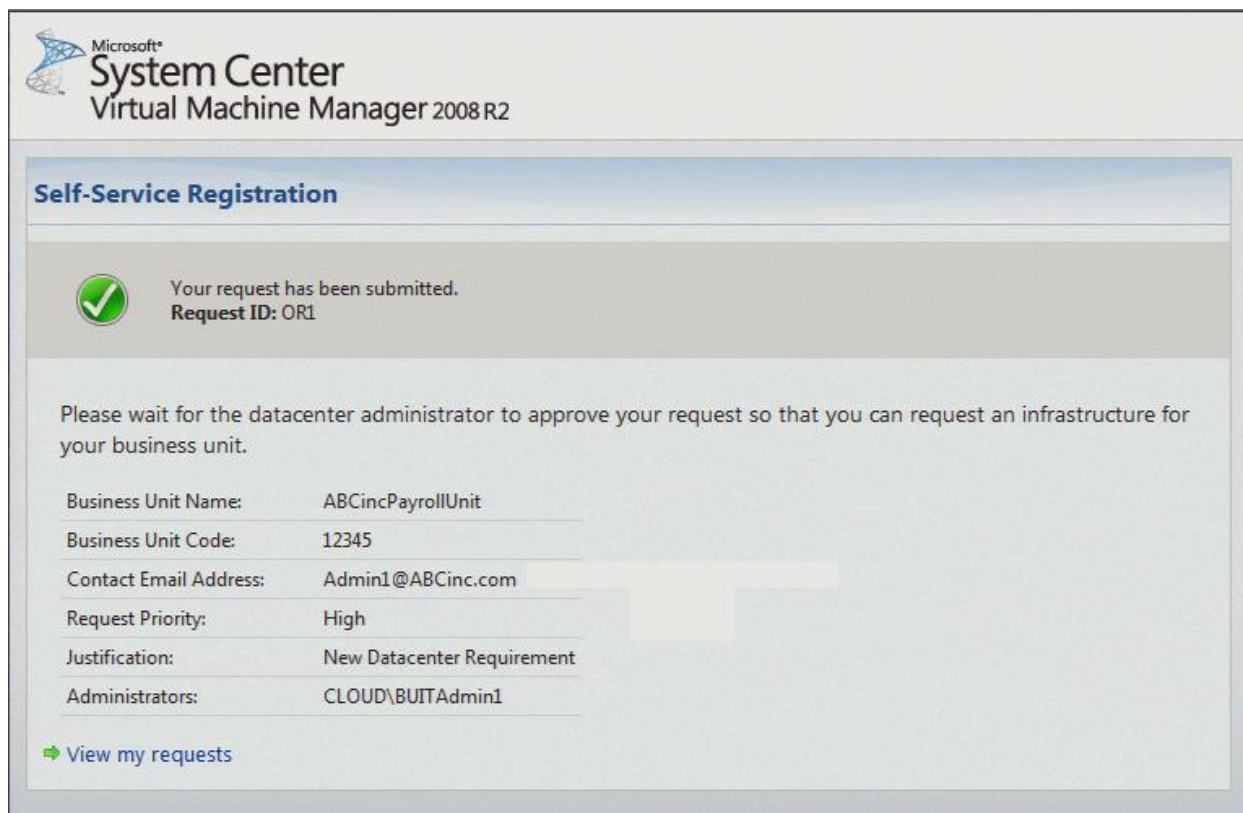 Microsoft®
System Center
Virtual Machine Manager 2008 R2
Self-Service Registration
Your request has been submitted.
Request ID: OR1
Please wait for the datacenter administrator to approve your request so that you can request an infrastructure for
your business unit.
Business Unit Name: ABCincPayrollUnit
Business Unit Code: 12345
Contact Email Address: Admin1@ABCinc.com
Request Priority: High
Justification: New Datacenter Requirement
Administrators: CLOUD\BUITAdmin1
View my requests